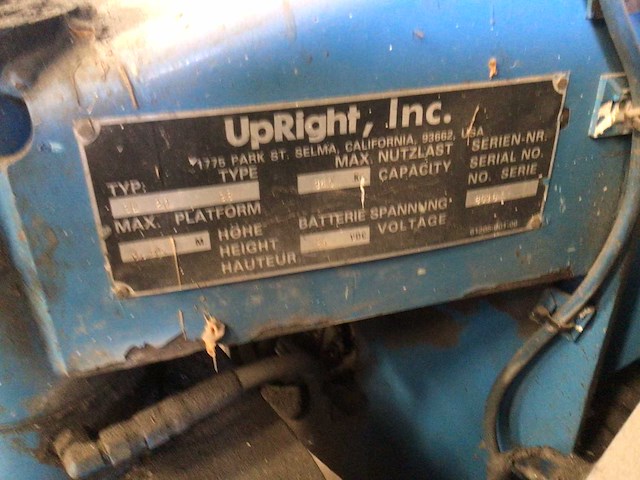 UpRight, Inc.
1775 PARK ST. SELMA, CALIFORNIA, 93662, USA
TYP: TYPE
MAX. NUTZLAST
CAPACITY
SERIEN-NR.
SERIAL NO.
NO. SERIE
MAX. PLATFORM
HÖHE
HEIGHT
HAUTEUR
M
BATTERIE SPANNUNG
VOLTAGE
VDC